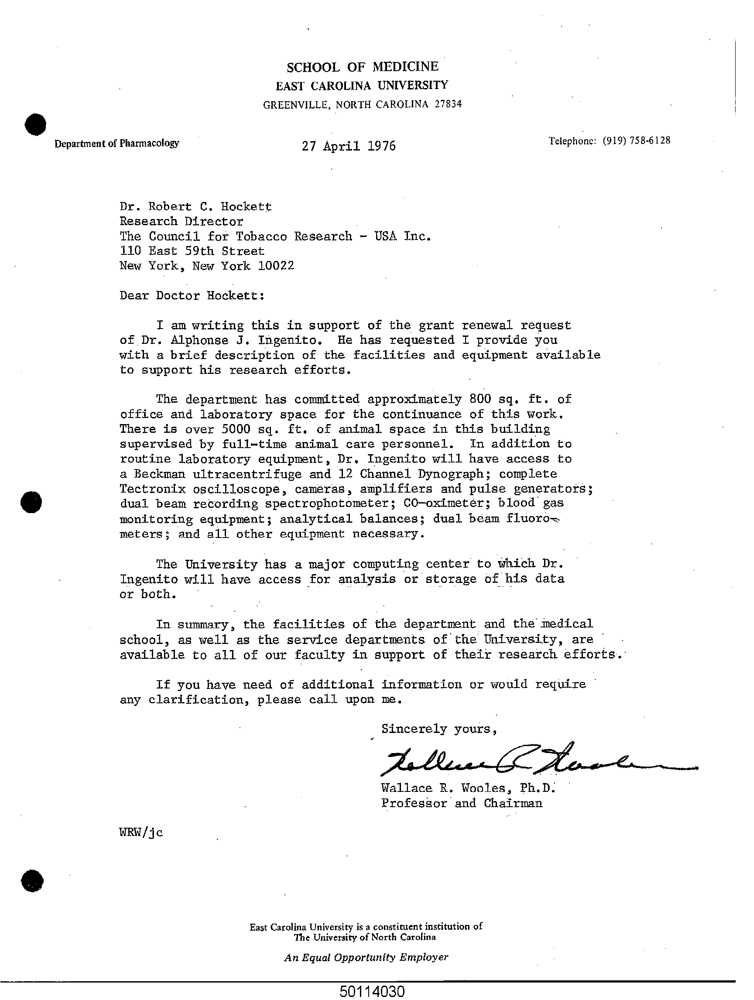 SCHOOL OF MEDICINE
EAST CAROLINA UNIVERSITY
GREENVILLE, NORTH CAROLINA 27834
Department of Pharmacology
27 April 1976
Telephone: (919) 758-6128
Dr. Robert C. Hockett
Research Director
The Council for Tobacco Research - USA Inc.
110 East 59th Street
New York, New York 10022
Dear Doctor Hockett:
I am writing this in support of the grant renewal request
of Dr. Alphonse J. Ingenito. He has requested I provide you
with a brief description of the facilities and equipment available
to support his research efforts.
The department has committed approximately 800 sq. ft. of
office and laboratory space for the continuance of this work.
There is over 5000 sq. ft. of animal space in this building
supervised by full-time animal care personnel. In addition to
routine laboratory equipment, Dr. Ingenito will have access to
a Beckman ultracentrifuge and 12 Channel Dynograph; complete
Tectronix oscilloscope, cameras, amplifiers and pulse generators;
dual beam recording spectrophotometer; CO-oximeter; blood gas
monitoring equipment; analytical balances; dual beam fluoro-
meters; and all other equipment necessary.
The University has a major computing center to which Dr.
Ingenito will have access for analysis or storage of his data
or both.
In summary, the facilities of the department and the medical
school, as well as the service departments of the University, are
available to all of our faculty in support of their research efforts.
If you have need of additional information or would require
any clarification, please call upon me.
Sincerely yours,
Wallace R Wooles
Wallace R. Wooles, Ph.D.
Professor and Chairman
WRW/jc
East Carolina University is a constituent institution of
The University of North Carolina
An Equal Opportunity Employer
50114030